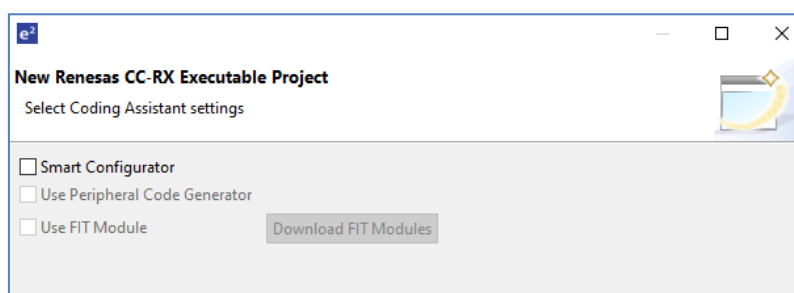 e²
New Renesas CC-RX Executable Project
Select Coding Assistant settings
Smart Configurator
Use Peripheral Code Generator
Use FIT Module Download FIT Modules